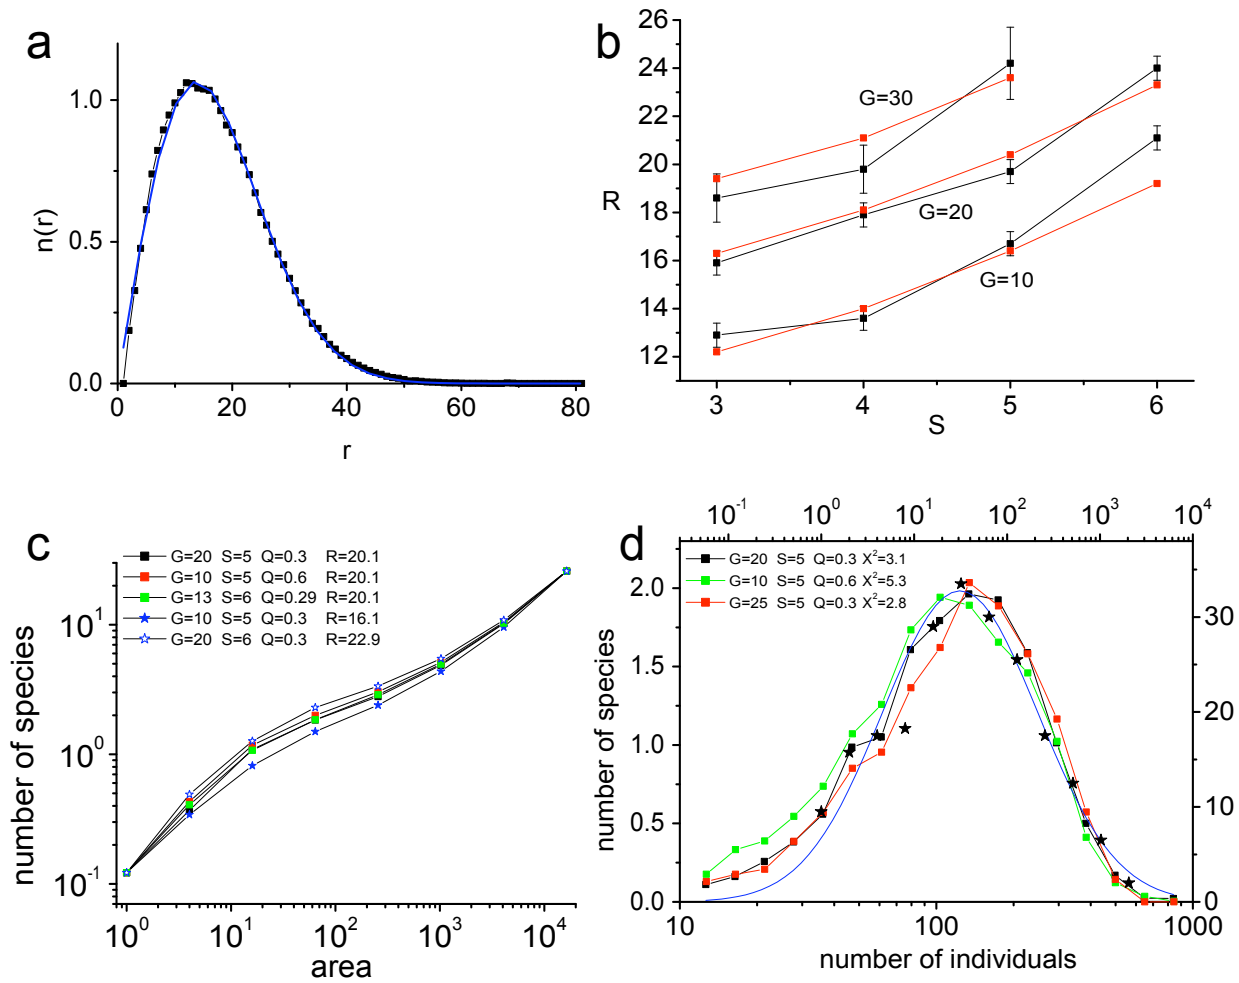 a
1.0
0.5
0.0
n(r)
0 20 40 60 80
r
b
26
24
22
20
18
16
14
12
R
G=30
G=20
G=10
3 4 5 6
S
c
G=20 S=5 Q=0.3 R=20.1
G=10 S=5 Q=0.6 R=20.1
G=13 S=6 Q=0.29 R=20.1
G=10 S=5 Q=0.3 R=16.1
G=20 S=6 Q=0.3 R=22.9
10^1
10^0
10^-1
number of species
10^0 10^1 10^2 10^3 10^4
area
d
10^-1 10^0 10^1 10^2 10^3 10^4
G=20 S=5 Q=0.3 X^2=3.1
G=10 S=5 Q=0.6 X^2=5.3
G=25 S=5 Q=0.3 X^2=2.8
2.0
1.5
1.0
0.5
0.0
number of species
30
20
10
0
10 100 1000
number of individuals